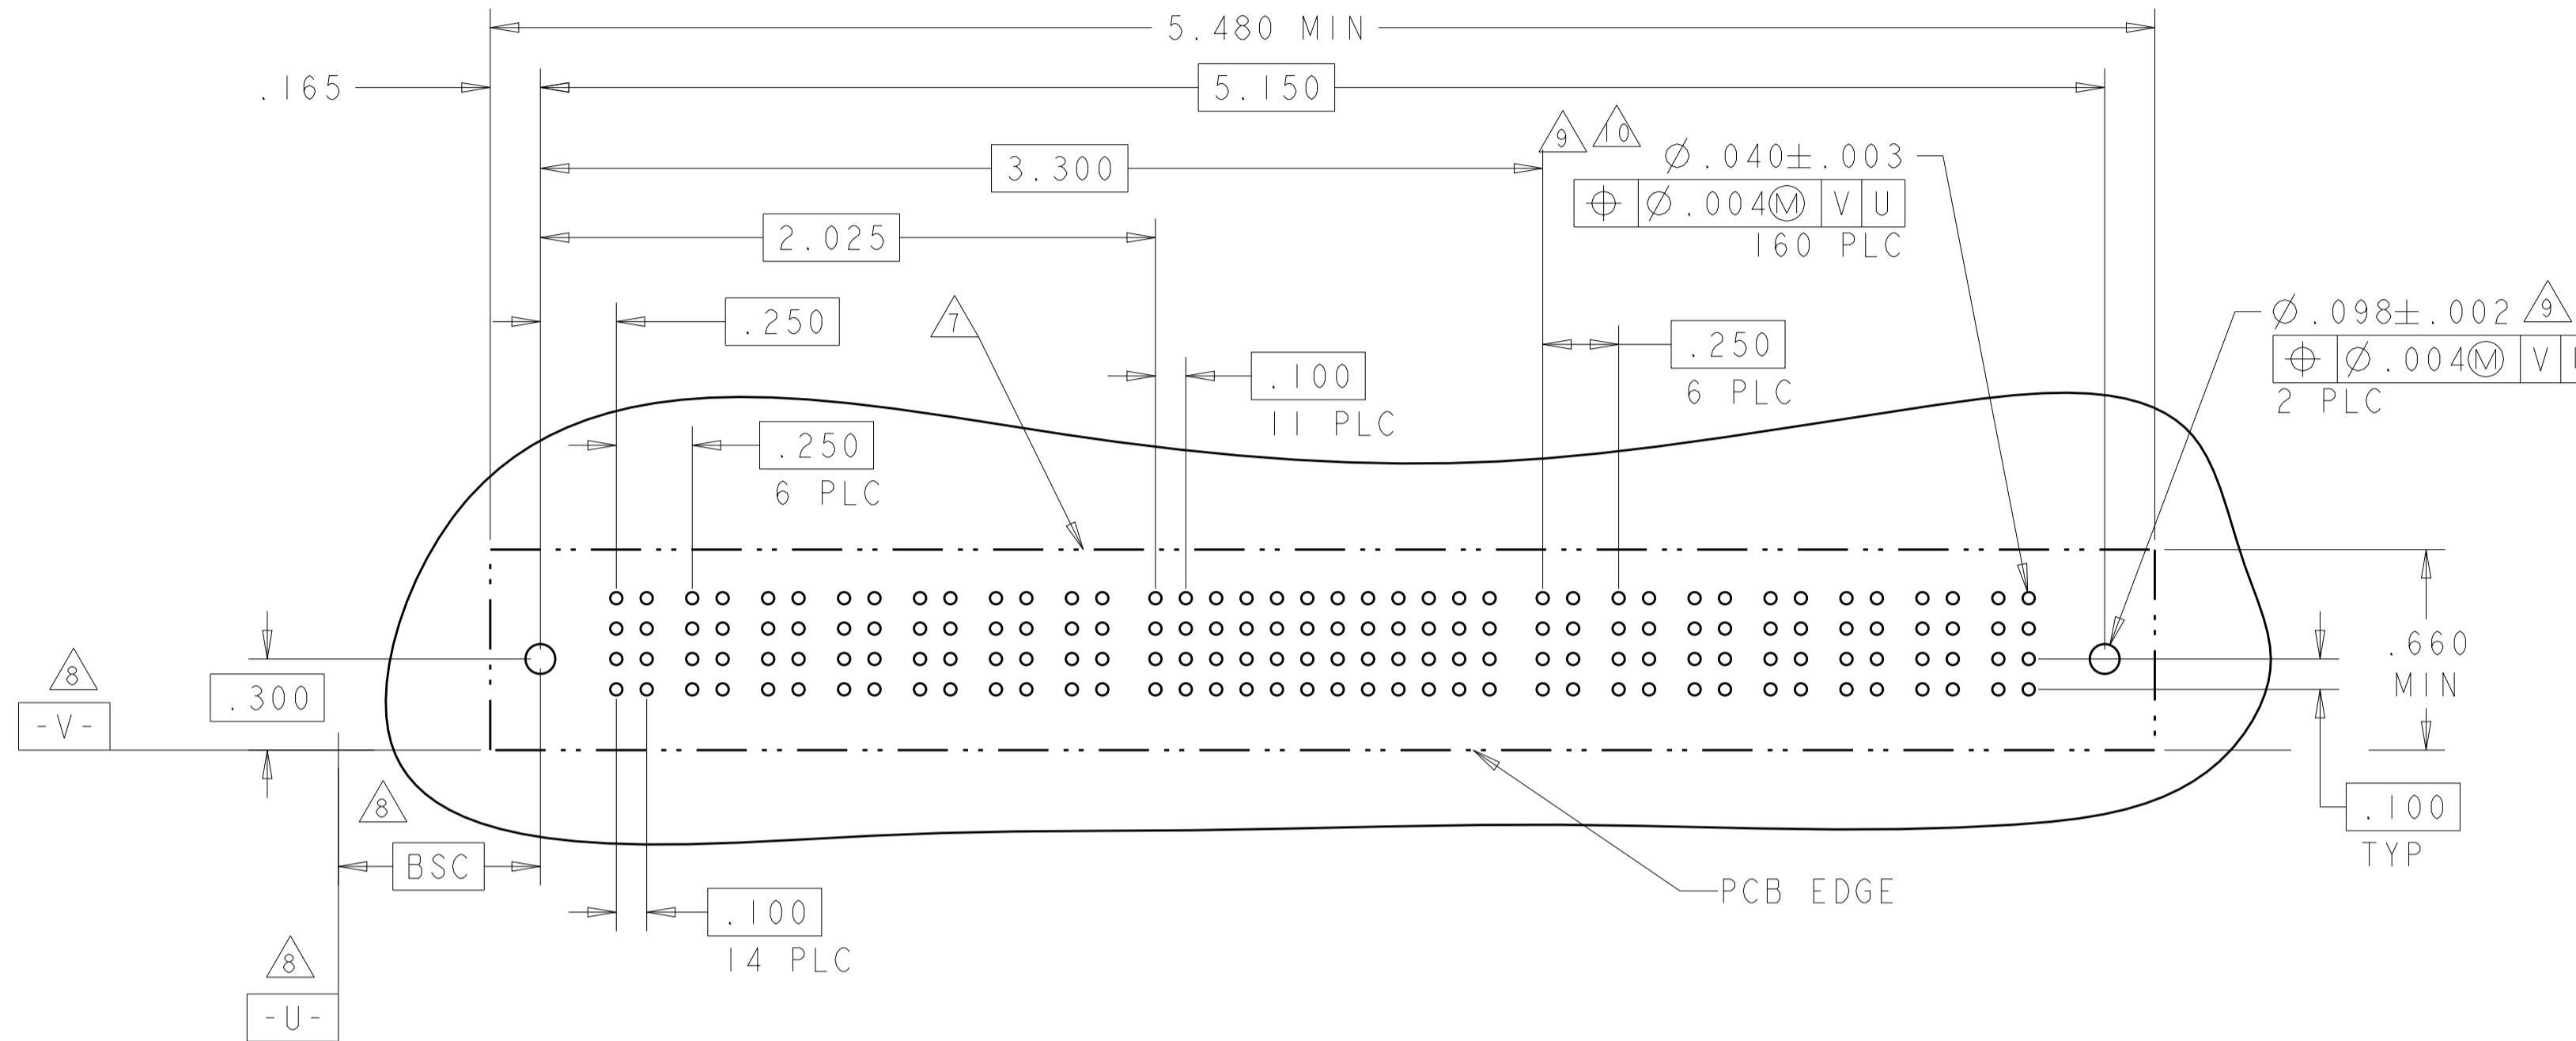 5.480 MIN
.165
5.150
3.300
9
10
Ø.040±.003
⌖ Ø.004Ⓜ V U
160 PLC
2.025
.250
7
.250
6 PLC
Ø.098±.002
9
⌖ Ø.004Ⓜ V
2 PLC
.100
11 PLC
.250
6 PLC
.660
MIN
8
-V-
.300
8
.100
TYP
BSC
PCB EDGE
.100
14 PLC
8
-U-